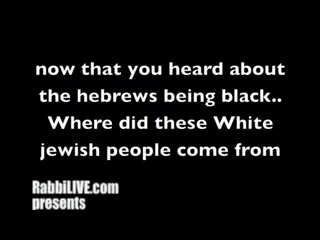 now that you heard about
the hebrews being black..
Where did these White
jewish people come from
RabbiLIVE.com
presents